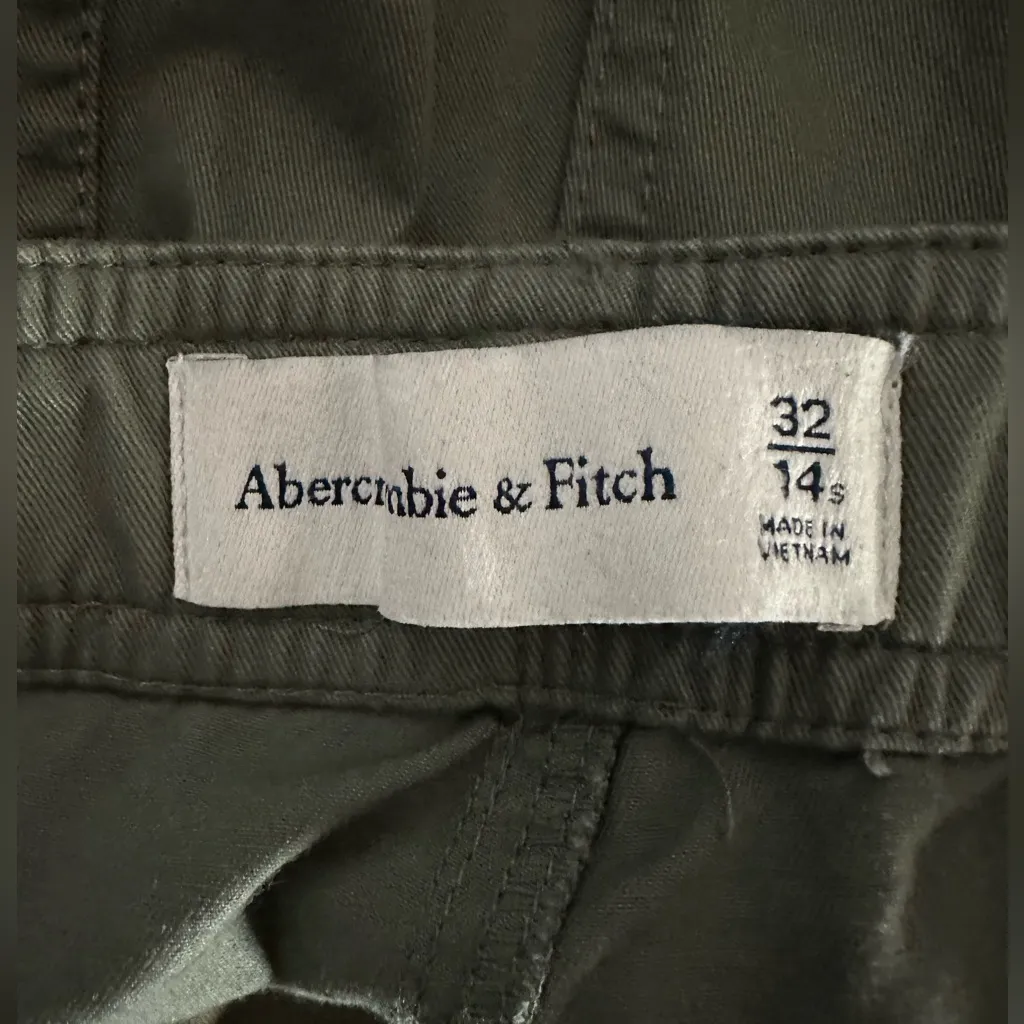 Abercrombie & Fitch
32
14s
MADE IN
VIETNAM